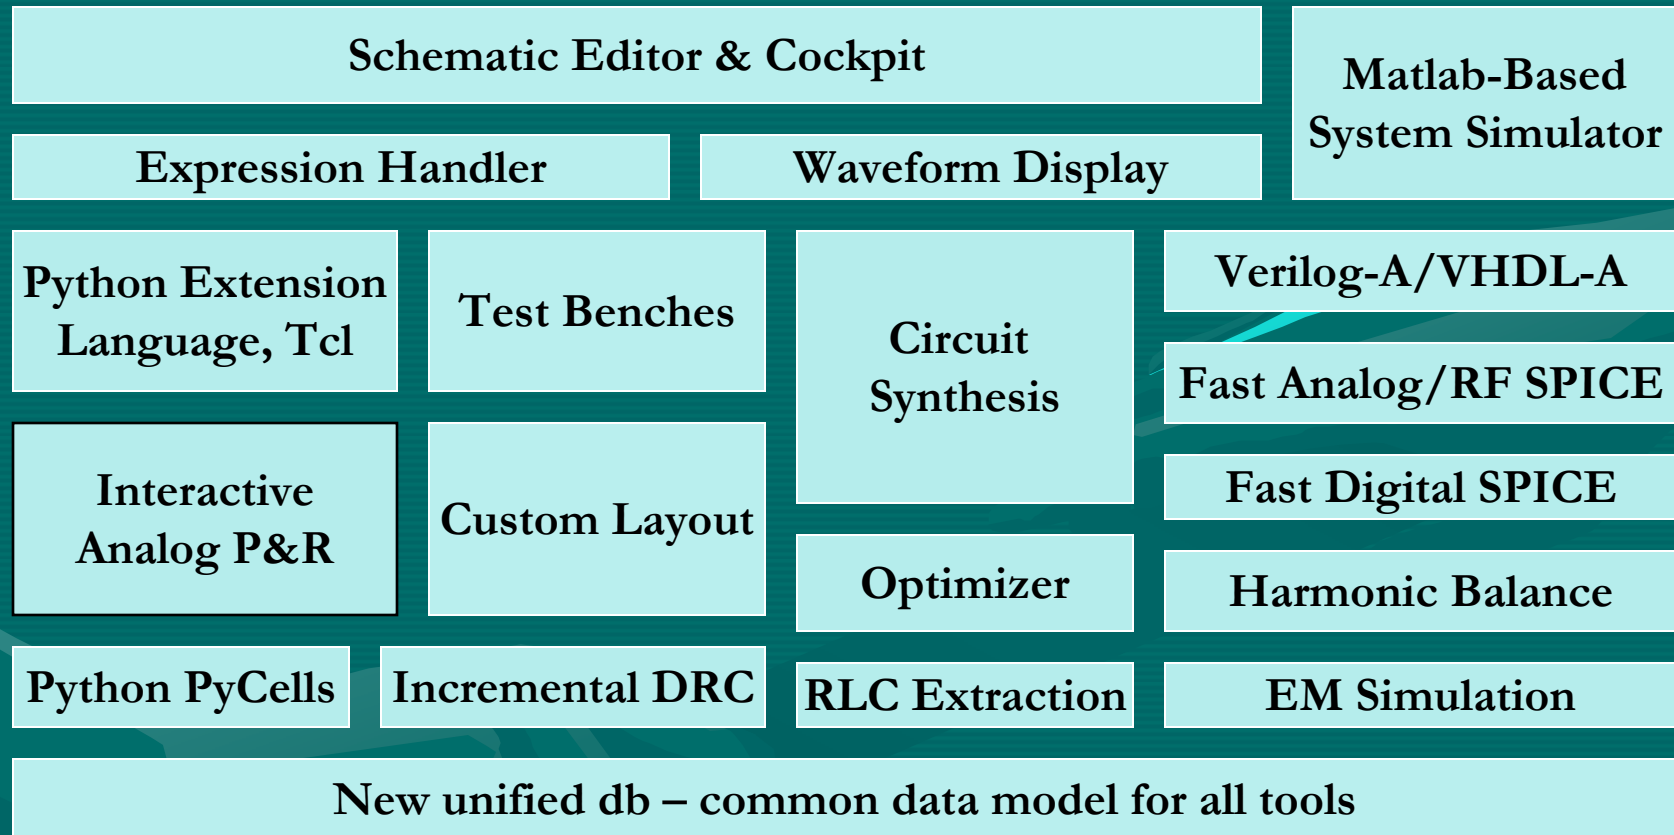 Schematic Editor & Cockpit
Matlab-Based
System Simulator
Expression Handler
Waveform Display
Python Extension
Language, Tcl
Test Benches
Circuit
Synthesis
Verilog-A/VHDL-A
Fast Analog/RF SPICE
Interactive
Analog P&R
Custom Layout
Fast Digital SPICE
Optimizer
Harmonic Balance
Python PyCells
Incremental DRC
RLC Extraction
EM Simulation
New unified db – common data model for all tools